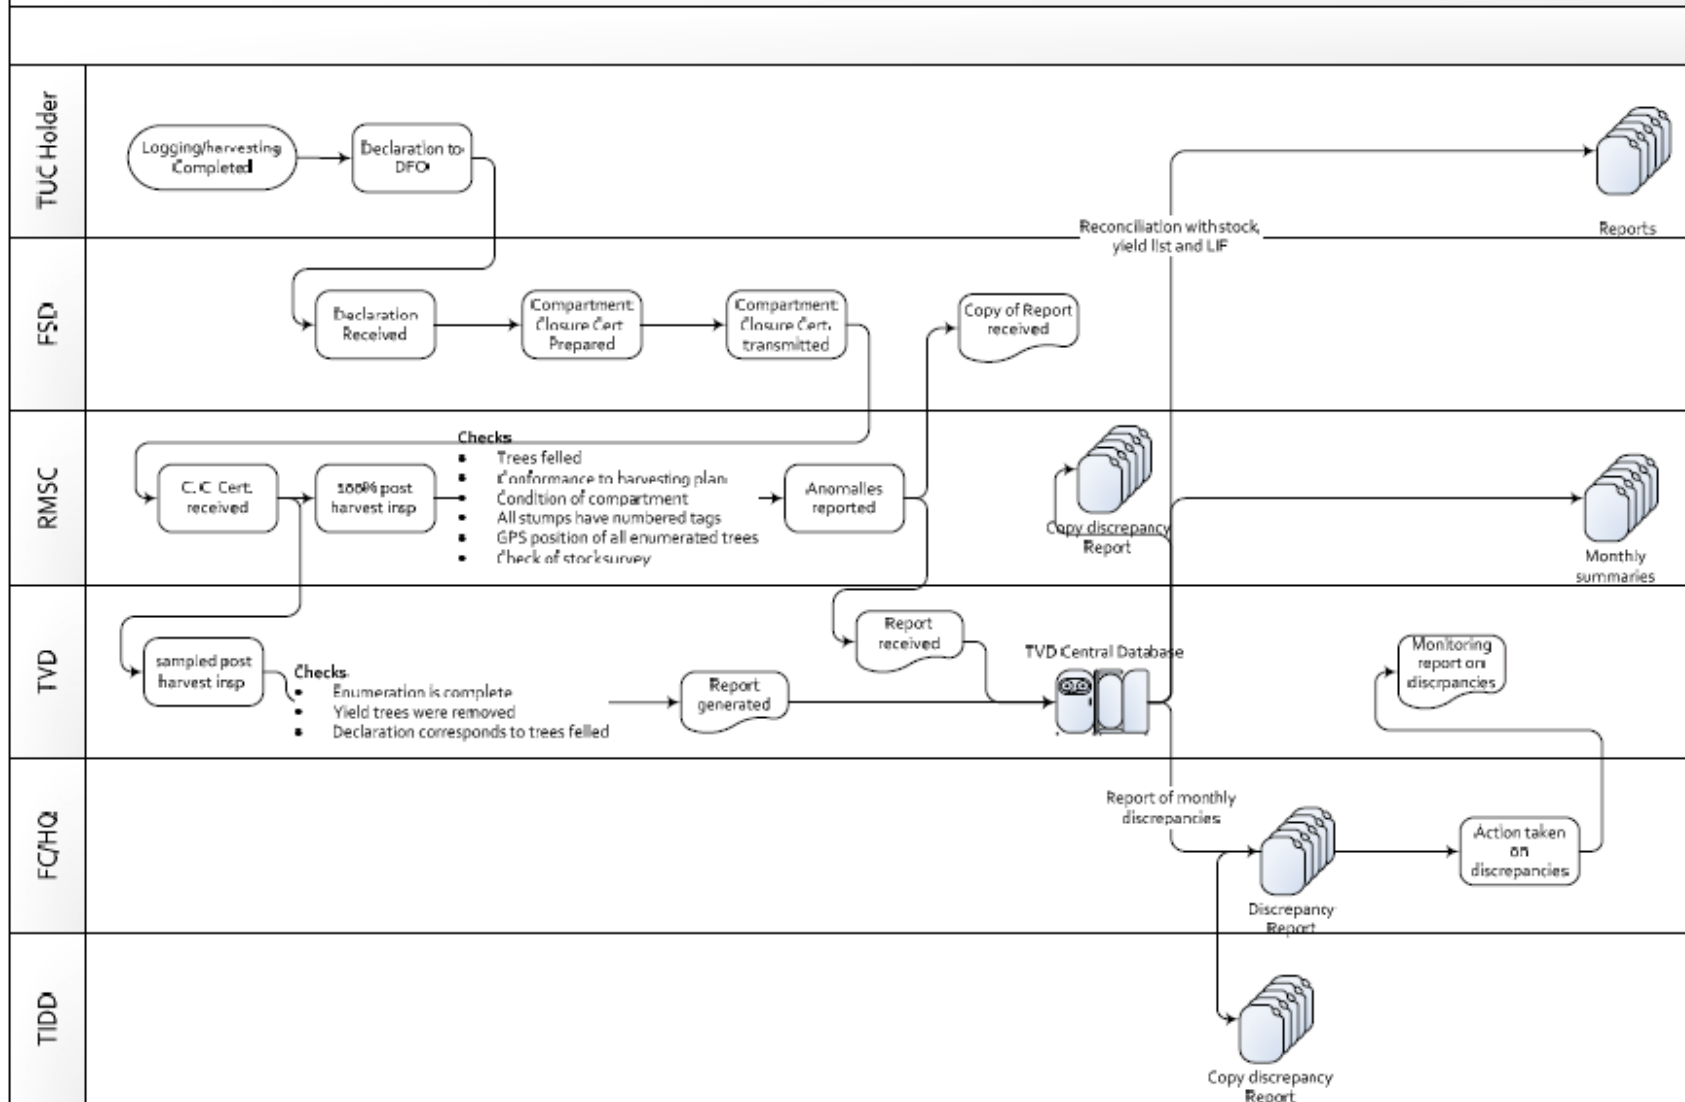 TUC Holder
Logging/harvesting
Completed
Declaration to
DFO
Reconciliation with stock,
yield list and LIF
Reports
FSD
Declaration
Received
Compartment
Closure Cert
Prepared
Compartment
Closure Cert.
transmitted
Copy of Report
received
RMSC
C.C Cert.
received
100% post
harvest insp
Checks
• Trees felled
• Conformance to harvesting plan
• Condition of compartment
• All stumps have numbered tags
• GPS position of all enumerated trees
• Check of stocksurvey
Anomalies
reported
Copy discrepancy
Report
Monthly
summaries
TVD
sampled post
harvest insp
Checks
• Enumeration is complete
• Yield trees were removed
• Declaration corresponds to trees felled
Report
generated
Report
received
TVD Central Database
Monitoring
report on
discrpancies
FC/HQ
Report of monthly
discrepancies
Discrepancy
Report
Action taken
on
discrepancies
TIDD
Copy discrepancy
Report